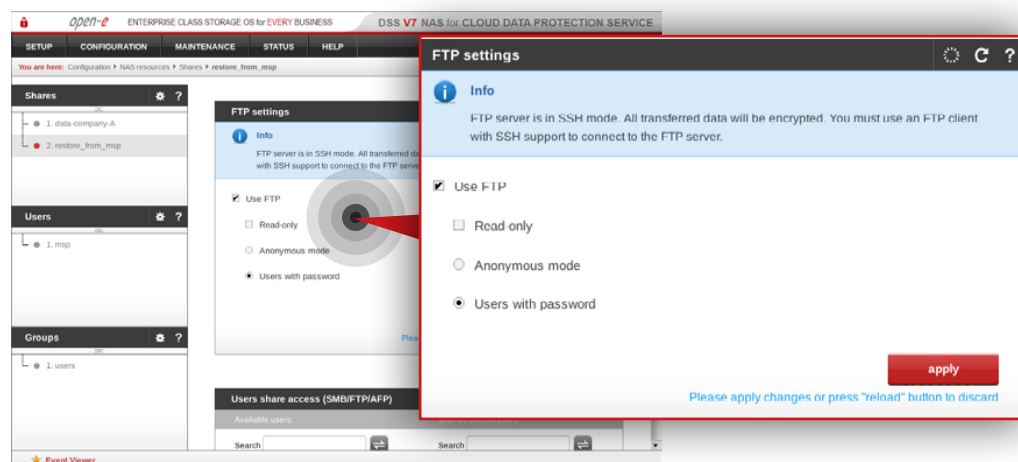 open-e ENTERPRISE CLASS STORAGE OS for EVERY BUSINESS DSS V7 NAS for CLOUD DATA PROTECTION SERVICE
SETUP CONFIGURATION MAINTENANCE STATUS HELP
You are here: Configuration Nas resources Shares restore_from_msp
Shares ?
1. data-company-A
2. restore_from_msp
Users ?
1. msp
Groups ?
1. users
FTP settings
Info
FTP server is in SSH mode. All transferred da
with SSH support to connect to the FTP serve
Use FTP
Read-only
Anonymous mode
Users with password
Plea
Users share access (SMB/FTP/AFP)
Available users:
Search Search
Event Viewer
FTP settings ?
Info
FTP server is in SSH mode. All transferred data will be encrypted. You must use an FTP client
with SSH support to connect to the FTP server.
Use FTP
Read-only
Anonymous mode
Users with password
apply
Please apply changes or press "reload" button to discard